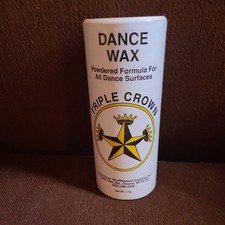 DANCE
WAX
Powdered Formula For
All Dance Surfaces
TRIPLE CROWN